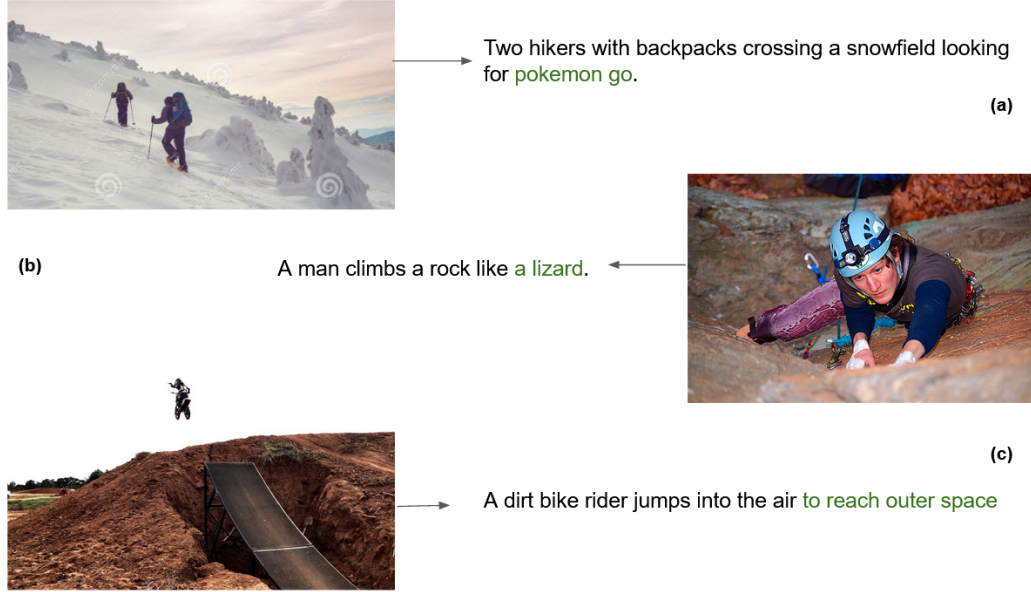 Two hikers with backpacks crossing a snowfield looking
for pokemon go.
(a)
(b)
A man climbs a rock like a lizard.
(c)
A dirt bike rider jumps into the air to reach outer space